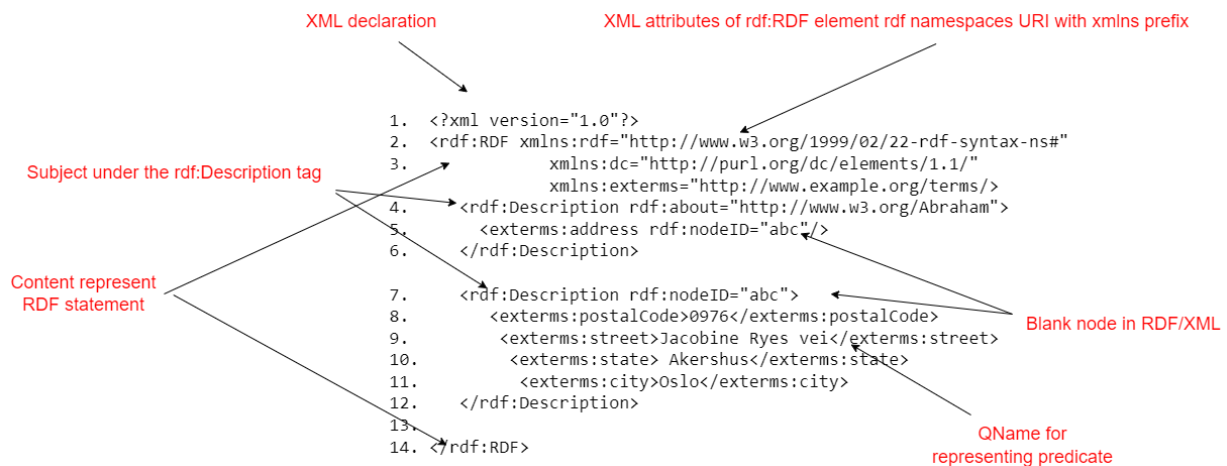 XML declaration
XML attributes of rdf:RDF element rdf namespaces URI with xmlns prefix
1. <?xml version="1.0"?>
2. <rdf:RDF xmlns:rdf="http://www.w3.org/1999/02/22-rdf-syntax-ns#"
3. xmlns:dc="http://purl.org/dc/elements/1.1/"
xmlns:exterms="http://www.example.org/terms/>
4. <rdf:Description rdf:about="http://www.w3.org/Abraham">
5. <exterms:address rdf:nodeID="abc"/>
6. </rdf:Description>
7. <rdf:Description rdf:nodeID="abc">
8. <exterms:postalCode>0976</exterms:postalCode>
9. <exterms:street>Jacobine Ryes vei</exterms:street>
10. <exterms:state> Akershus</exterms:state>
11. <exterms:city>Oslo</exterms:city>
12. </rdf:Description>
13.
14. </rdf:RDF>
Subject under the rdf:Description tag
Content represent
RDF statement
Blank node in RDF/XML
QName for
representing predicate